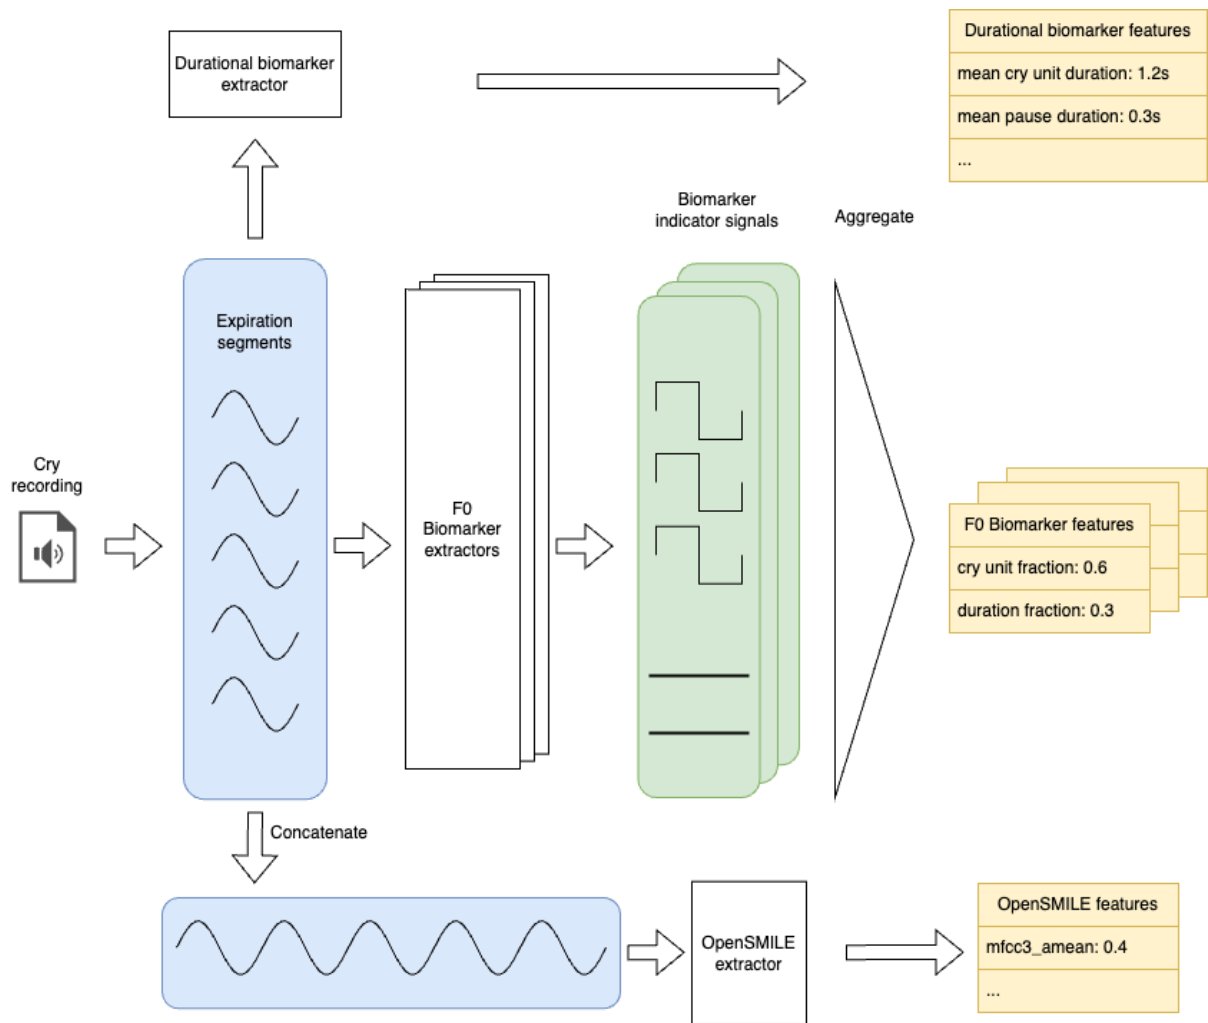 Durational biomarker
extractor
Durational biomarker features
mean cry unit duration: 1.2s
mean pause duration: 0.3s
...
Biomarker
indicator signals
Aggregate
Expiration
segments
Cry
recording
F0
Biomarker
extractors
F0 Biomarker features
cry unit fraction: 0.6
duration fraction: 0.3
Concatenate
OpenSMILE
extractor
OpenSMILE features
mfcc3_amean: 0.4
...